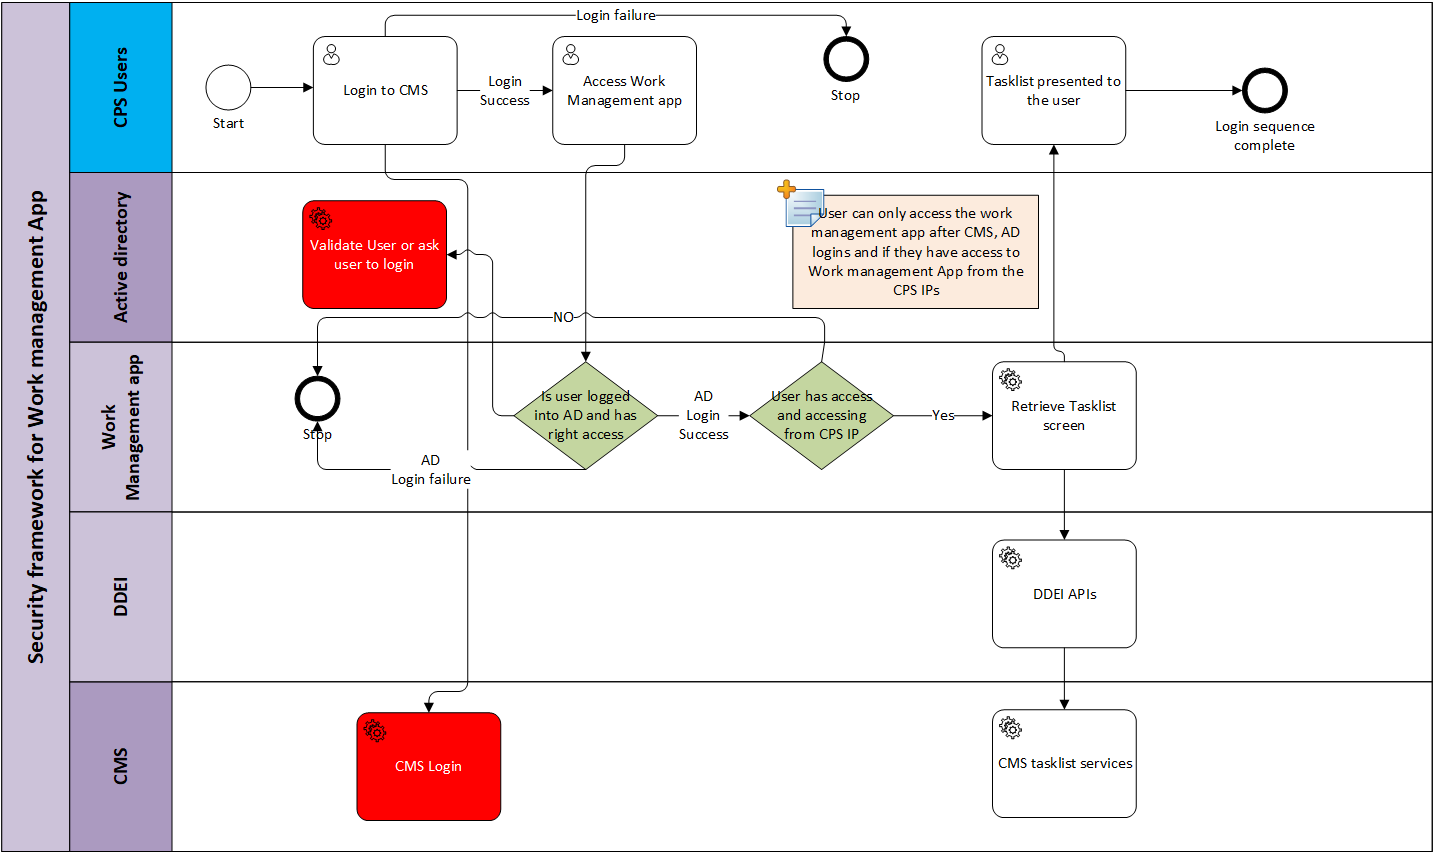 Security framework for Work management App
CPS Users
Login failure
Start
Login to CMS
Login
Success
Access Work
Management app
Stop
Tasklist presented to
the user
Login sequence
complete
Active directory
Validate User or ask
user to login
User can only access the work
management app after CMS, AD
logins and if they have access to
Work management App from the
CPS IPs
NO
Work
Management app
Stop
Is user logged
into AD and has
right access
AD
Login
Success
User has access
and accessing
from CPS IP
Yes
Retrieve Tasklist
screen
AD
Login failure
DDEI
DDEI APIs
CMS
CMS Login
CMS tasklist services